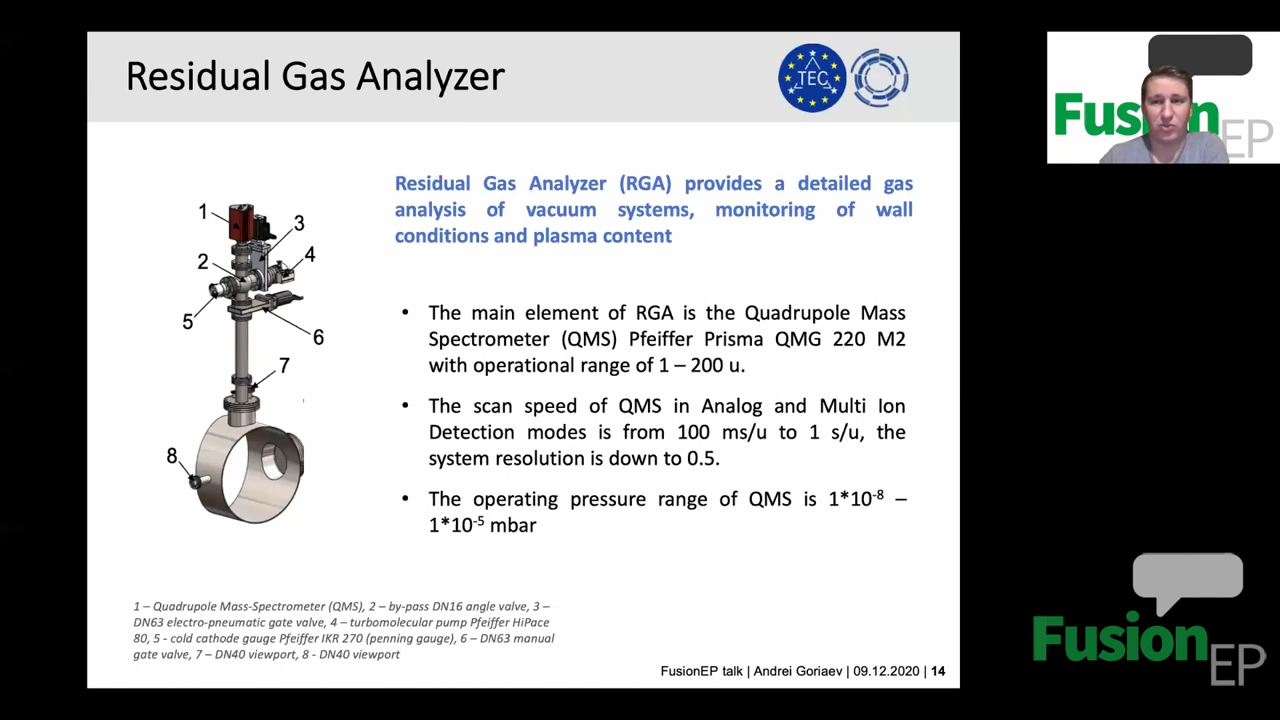 Residual Gas Analyzer
TEC
Fusion
EP
Residual Gas Analyzer (RGA) provides a detailed gas
analysis of vacuum systems, monitoring of wall
conditions and plasma content
1
3
4
2
5
6
7
8
• The main element of RGA is the Quadrupole Mass
Spectrometer (QMS) Pfeiffer Prisma QMG 220 M2
with operational range of 1 – 200 u.
• The scan speed of QMS in Analog and Multi Ion
Detection modes is from 100 ms/u to 1 s/u, the
system resolution is down to 0.5.
• The operating pressure range of QMS is 1*10⁻⁸ –
1*10⁻⁵ mbar
1 – Quadrupole Mass-Spectrometer (QMS), 2 – by-pass DN16 angle valve, 3 –
DN63 electro-pneumatic gate valve, 4 – turbomolecular pump Pfeiffer HiPace
80, 5 - cold cathode gauge Pfeiffer IKR 270 (penning gauge), 6 – DN63 manual
gate valve, 7 – DN40 viewport, 8 - DN40 viewport
FusionEP talk | Andrei Goriaev | 09.12.2020 | 14
Fusion
EP